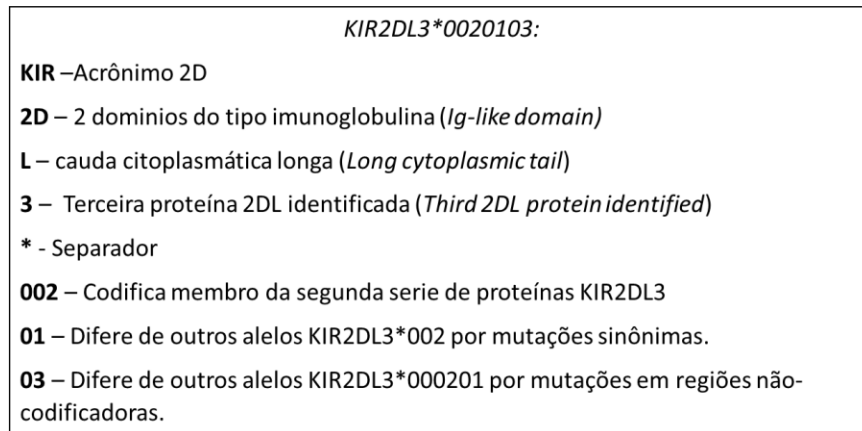 KIR2DL3*0020103:
KIR –Acrônimo 2D
2D – 2 dominios do tipo imunoglobulina (Ig-like domain)
L – cauda citoplasmática longa (Long cytoplasmic tail)
3 – Terceira proteína 2DL identificada (Third 2DL protein identified)
* - Separador
002 – Codifica membro da segunda serie de proteínas KIR2DL3
01 – Difere de outros alelos KIR2DL3*002 por mutações sinônimas.
03 – Difere de outros alelos KIR2DL3*000201 por mutações em regiões não-
codificadoras.